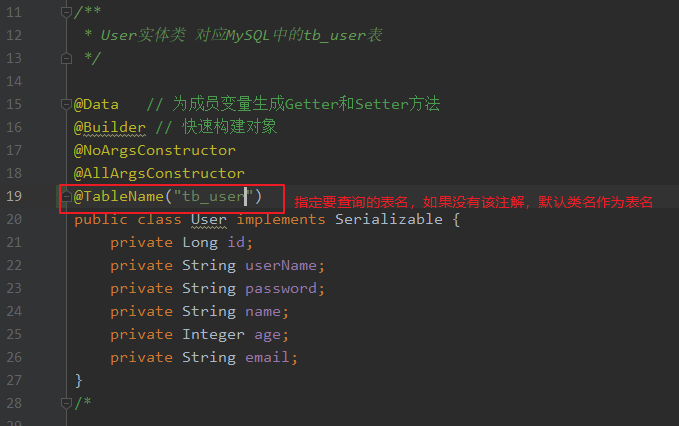 11 /**
12 * User实体类 对应MySQL中的tb_user表
13 */
14
15 @Data // 为成员变量生成Getter和Setter方法
16 @Builder // 快速构建对象
17 @NoArgsConstructor
18 @AllArgsConstructor
19 @TableName("tb_user") 指定要查询的表名，如果没有该注解，默认类名作为表名
20 public class User implements Serializable {
21 private Long id;
22 private String userName;
23 private String password;
24 private String name;
25 private Integer age;
26 private String email;
27 }
28 /*